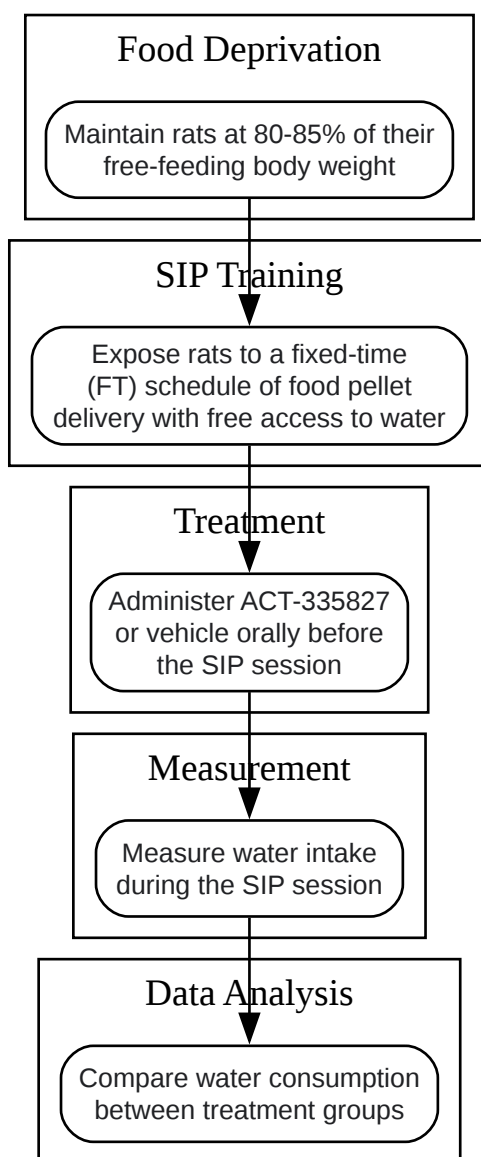 Food Deprivation
Maintain rats at 80-85% of their
free-feeding body weight
SIP Training
Expose rats to a fixed-time
(FT) schedule of food pellet
delivery with free access to water
Treatment
Administer ACT-335827
or vehicle orally before
the SIP session
Measurement
Measure water intake
during the SIP session
Data Analysis
Compare water consumption
between treatment groups